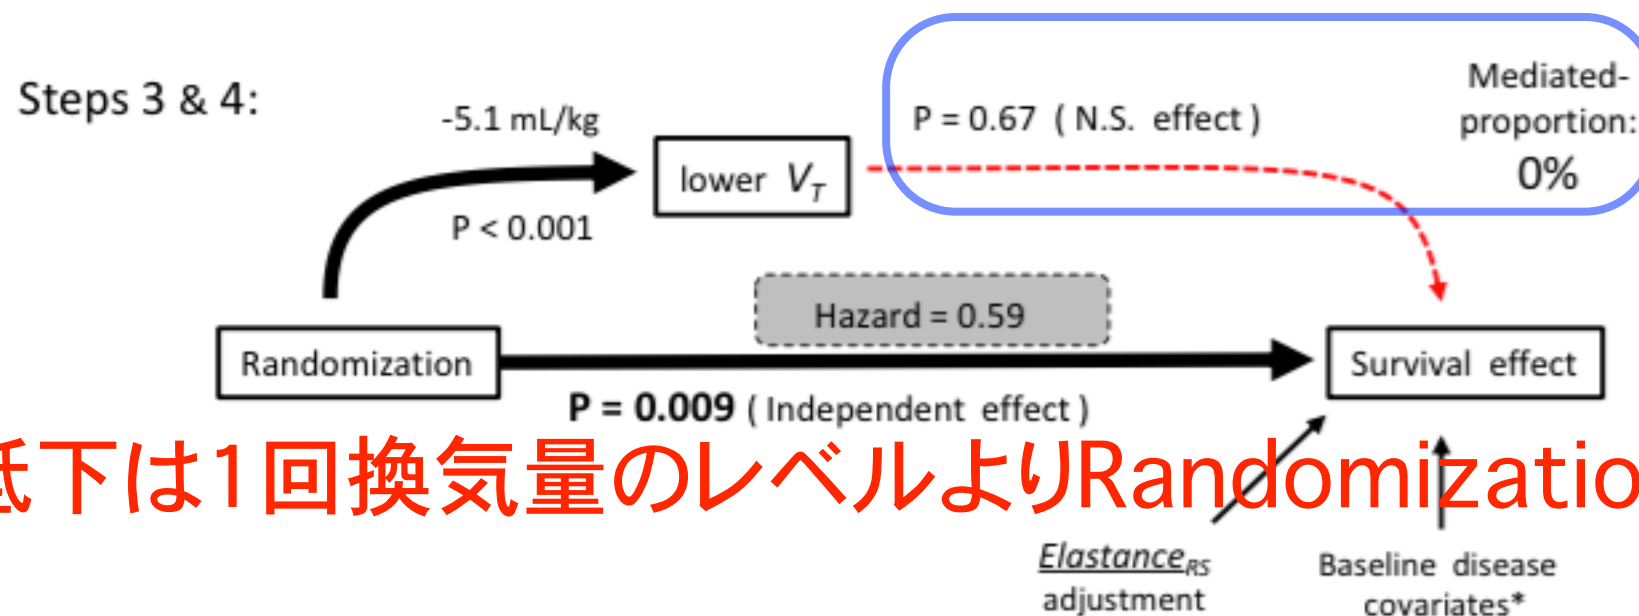 Steps 3 & 4:
-5.1 mL/kg
P < 0.001
lower V_T
P = 0.67 ( N.S. effect )
Mediated-
proportion:
0%
Hazard = 0.59
Randomization
Survival effect
P = 0.009 ( Independent effect )
低下は1回換気量のレベルよりRandomizatio
Elastance_RS
adjustment
Baseline disease
covariates*